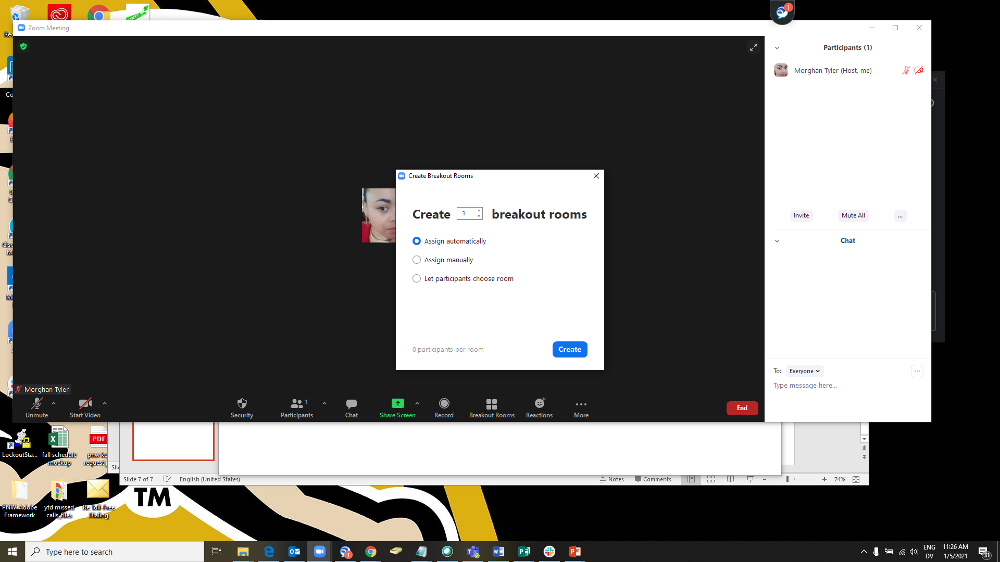 Zoom Meeting
1
Participants (1)
Morghan Tyler (Host, me)
Create Breakout Rooms
Create 1 breakout rooms
Assign automatically
Assign manually
Let participants choose room
0 participants per room
Create
Invite
Mute All
...
Chat
To: Everyone
Type message here...
Morghan Tyler
Unmute
Start Video
Security
Participants 1
Chat
Share Screen
Record
Breakout Rooms
Reactions
More
End
LockoutSta...
fall schedule
mockup
PDF
pnw ke
request j
Slide 7 of 7
English (United States)
Notes
Comments
74%
PNW-Adobe
Framework
ytd missed
calls_files
Re Toll-Free
Dialing
TM
Type here to search
1
ENG
DV
11:26 AM
1/5/2021
31